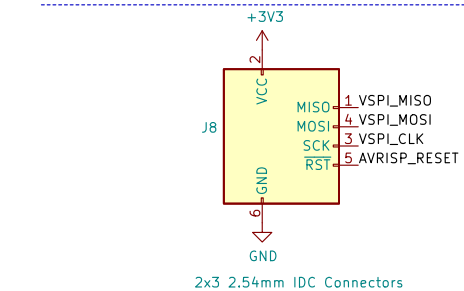 +3V3
2
VCC
MISO 1 VSPI_MISO
J8 MOSI 4 VSPI_MOSI
SCK 3 VSPI_CLK
RST 5 AVRISP_RESET
GND
6
GND
2x3 2.54mm IDC Connectors